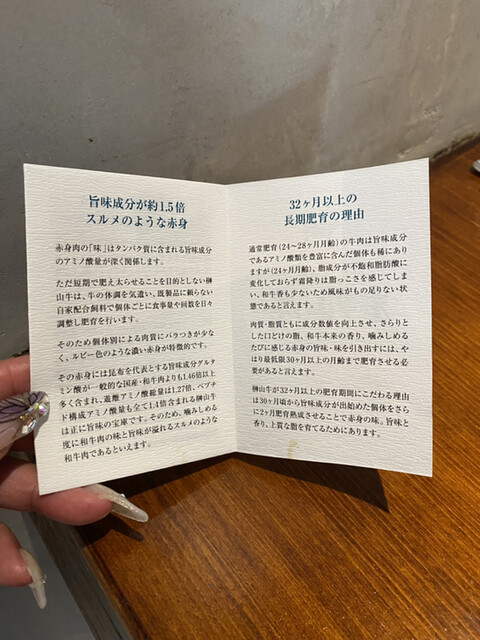 旨味成分が約1.5倍
スルメのような赤身
赤身肉の「味」はタンパク質に含まれる旨味成分
のアミノ酸量が深く関係します。
ただ短期で肥え太らせることを目的としない榊
山牛は、牛の体調を気遣い、既製品に頼らない
自家配合飼料で個体ごとに食事量や回数を日々
調整し肥育を行います。
そのため個体別による肉質にバラつきが少な
く、ルビー色のような濃い赤身が特徴的です。
その赤身には昆布を代表とする旨味成分グルタ
ミン酸が一般的な国産・和牛肉よりも1.46倍以上
多く含まれ、遊離アミノ酸総量は1.27倍、ペプチ
ド構成アミノ酸量も全て1.4倍含まれる榊山牛
は正に旨味の宝庫です。そのため、噛みしめる
度に和牛肉の味と旨味が溢れるスルメのような
和牛肉であるといえます。
32ヶ月以上の
長期肥育の理由
通常肥育(24〜28ヶ月月齢)の牛肉は旨味成分
であるアミノ酸類を豊富に含んだ個体も稀にあり
ますが(24ヶ月月齢)、脂成分が不飽和脂肪酸に
変化しておらず霜降りは脂っこさを感じてしま
い、和牛香も少ないため風味がもの足りない状
態であると言えます。
肉質・脂質ともに成分数値を向上させ、さらりと
した口どけの脂、和牛本来の香り、噛みしめる
たびに感じる赤身の旨味・味を引き出すには、や
はり最低限30ヶ月以上の月齢まで肥育させる必
要があると言えます。
榊山牛が32ヶ月以上の肥育期間にこだわる理由
は30ヶ月頃から旨味成分が出始めた個体をさら
に2ヶ月肥育熟成させることで赤身の味。旨味と
香り、上質な脂を育てるためにあります。